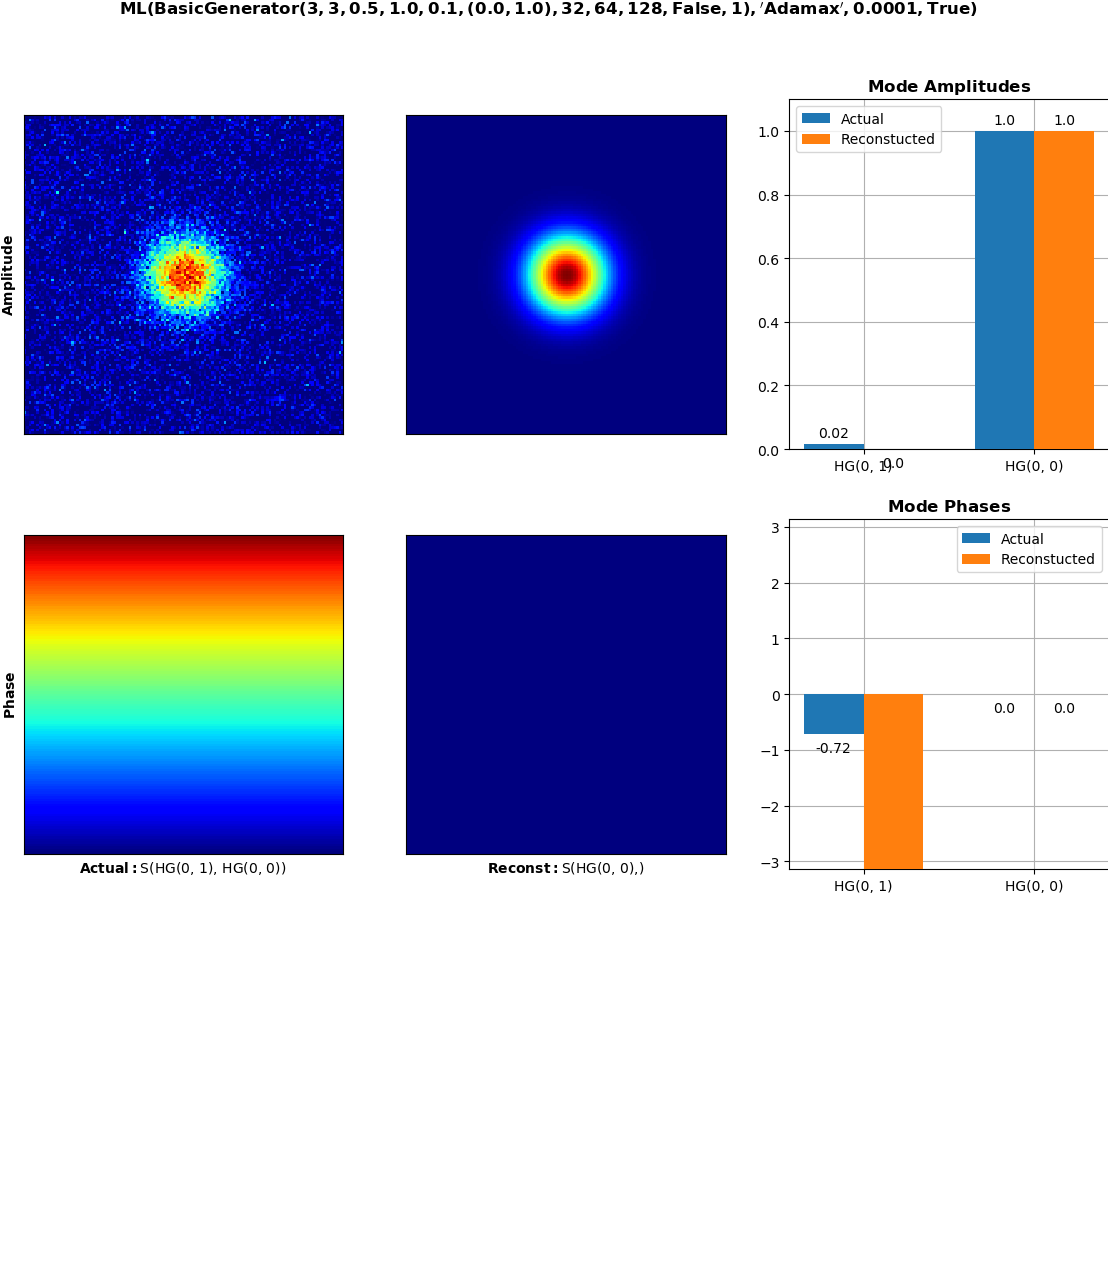 ML(BasicGenerator(3, 3, 0.5, 1.0, 0.1, (0.0, 1.0), 32, 64, 128, False, 1), ′Adamax′, 0.0001, True)
Amplitude
Mode Amplitudes
Actual
Reconstucted
1.0
0.8
0.6
0.4
0.2
0.0
0.02
0.0
1.0
1.0
HG(0, 1)
HG(0, 0)
Phase
Actual: S(HG(0, 1), HG(0, 0))
Reconst: S(HG(0, 0),)
Mode Phases
Actual
Reconstucted
3
2
1
0
−1
−2
−3
-0.72
0.0
0.0
HG(0, 1)
HG(0, 0)